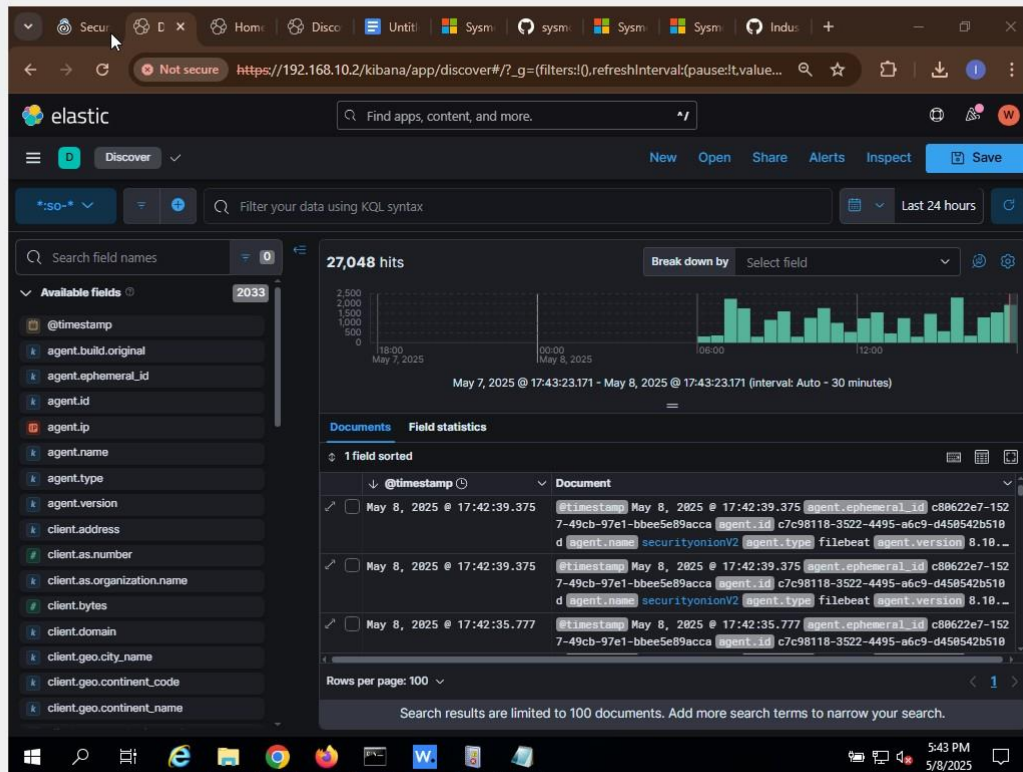 Secur
D
Home
Disco
Untitl
Sysm
sysmo
Sysm
Sysm
Indus
Not secure https://192.168.10.2/kibana/app/discover#/?_g=(filters:!(),refreshInterval:(pause:!t,value...
elastic
Find apps, content, and more.
^/
W
D
Discover
New Open Share Alerts Inspect Save
*:so-*
Filter your data using KQL syntax
Last 24 hours
Search field names
0
Available fields 2033
@timestamp
agent.build.original
agent.ephemeral_id
agent.id
agent.ip
agent.name
agent.type
agent.version
client.address
client.as.number
client.as.organization.name
client.bytes
client.domain
client.geo.city_name
client.geo.continent_code
client.geo.continent_name
27,048 hits
Break down by Select field
2,500
2,000
1,500
1,000
500
0
18:00
May 7, 2025
00:00
May 8, 2025
06:00
12:00
May 7, 2025 @ 17:43:23.171 - May 8, 2025 @ 17:43:23.171 (interval: Auto - 30 minutes)
Documents Field statistics
1 field sorted
@timestamp Document
May 8, 2025 @ 17:42:39.375 @timestamp May 8, 2025 @ 17:42:39.375 agent.ephemeral_id c80622e7-152
7-49cb-97e1-bbee5e89acca agent.id c7c98118-3522-4495-a6c9-d450542b510
d agent.name securityonionV2 agent.type filebeat agent.version 8.10.…
May 8, 2025 @ 17:42:39.375 @timestamp May 8, 2025 @ 17:42:39.375 agent.ephemeral_id c80622e7-152
7-49cb-97e1-bbee5e89acca agent.id c7c98118-3522-4495-a6c9-d450542b510
d agent.name securityonionV2 agent.type filebeat agent.version 8.10.…
May 8, 2025 @ 17:42:35.777 @timestamp May 8, 2025 @ 17:42:35.777 agent.ephemeral_id c80622e7-152
7-49cb-97e1-bbee5e89acca agent.id c7c98118-3522-4495-a6c9-d450542b510
Rows per page: 100
1
Search results are limited to 100 documents. Add more search terms to narrow your search.
W.
5:43 PM
5/8/2025